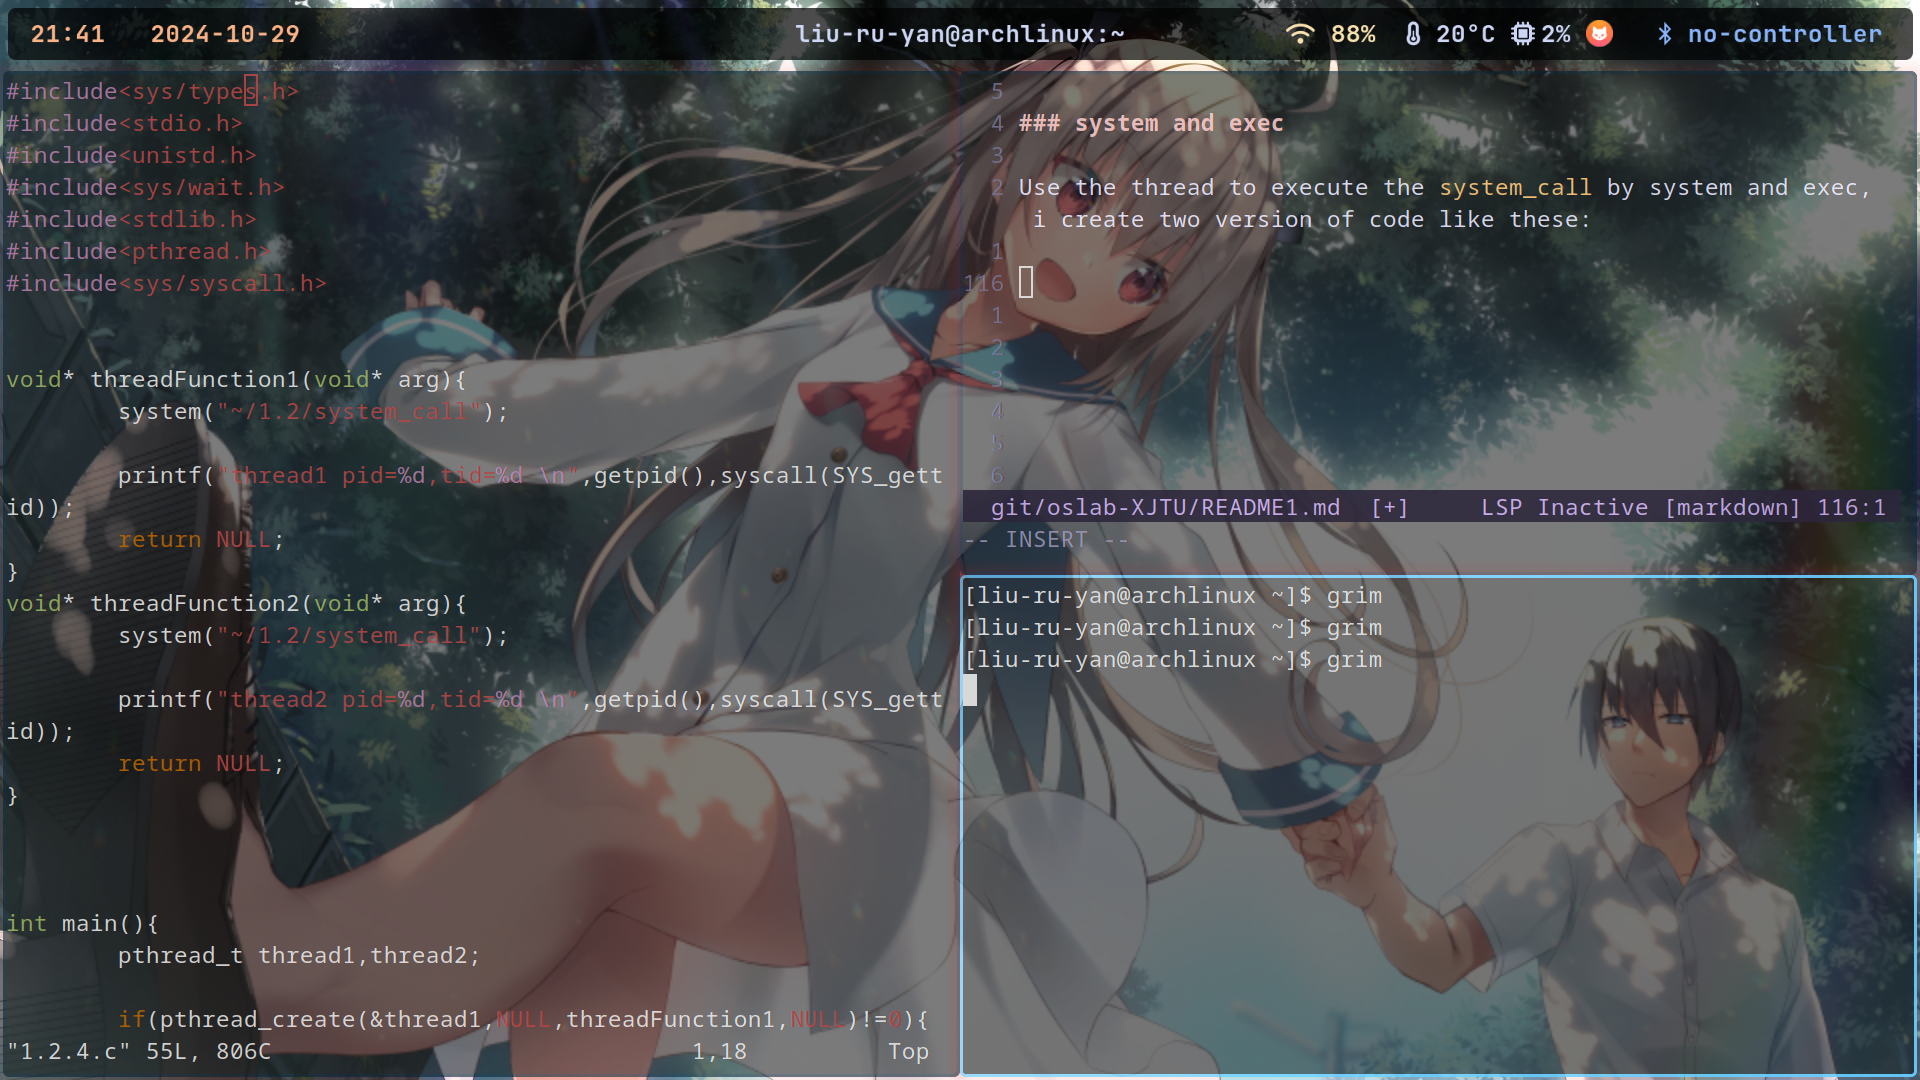 21:41 2024-10-29 liu-ru-yan@archlinux:~ 88% 20°C 2% no-controller
#include<sys/types.h>
#include<stdio.h>
#include<unistd.h>
#include<sys/wait.h>
#include<stdlib.h>
#include<pthread.h>
#include<sys/syscall.h>
void* threadFunction1(void* arg){
system("~/1.2/system_call");
printf("thread1 pid=%d,tid=%d \n",getpid(),syscall(SYS_gett
id));
return NULL;
}
void* threadFunction2(void* arg){
system("~/1.2/system_call");
printf("thread2 pid=%d,tid=%d \n",getpid(),syscall(SYS_gett
id));
return NULL;
}
int main(){
pthread_t thread1,thread2;
if(pthread_create(&thread1,NULL,threadFunction1,NULL)!=0){
"1.2.4.c" 55L, 806C 1,18 Top
5
4 ### system and exec
3
2 Use the thread to execute the system_call by system and exec,
i create two version of code like these:
1
116
1
2
3
4
5
6
git/oslab-XJTU/README1.md [+] LSP Inactive [markdown] 116:1
-- INSERT --
[liu-ru-yan@archlinux ~]$ grim
[liu-ru-yan@archlinux ~]$ grim
[liu-ru-yan@archlinux ~]$ grim